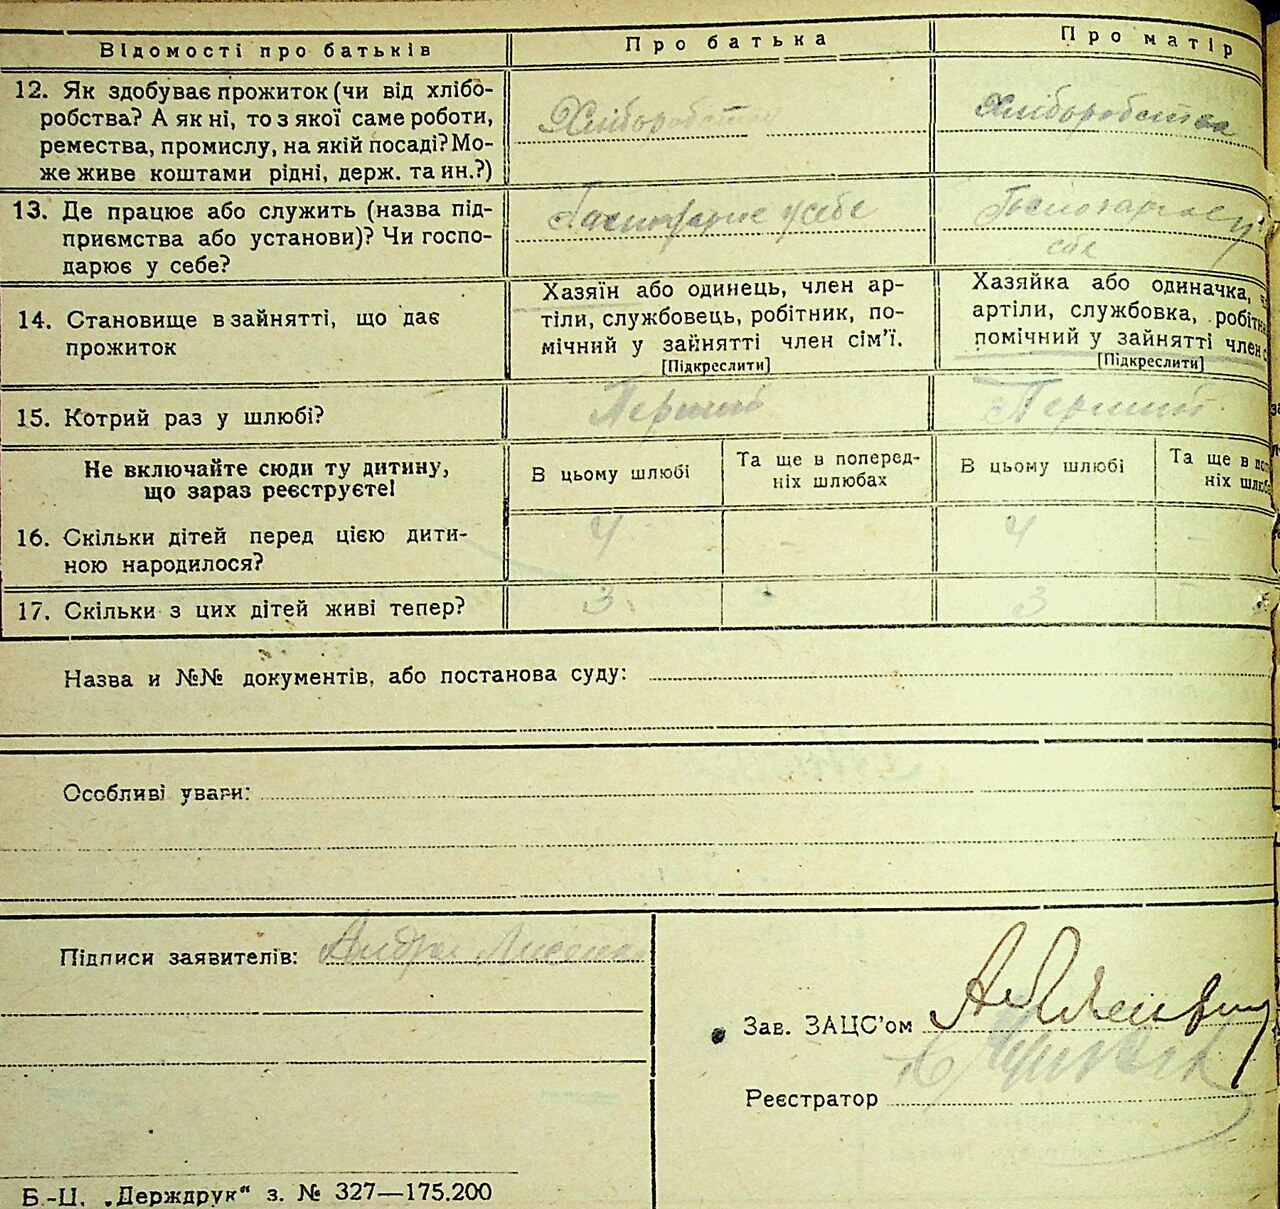 Відомості про батьків
Про батька
Про матір
12. Як здобуває прожиток (чи від хлібо-
робства? А як ні, то з якої саме роботи,
ремества, промислу, на якій посаді? Мо-
же живе коштами рідні, держ. та ин.?)
Хліборобство
Хліборобство
13. Де працює або служить (назва під-
приємства або установи)? Чи госпо-
дарює у себе?
Господарює у себе
Господарює у
себе
14. Становище в зайнятті, що дає
прожиток
Хазяїн або одинець, член ар-
тіли, службовець, робітник, по-
мічний у зайнятті член сім’ї.
[Підкреслити]
Хазяйка або одиначка,
артіли, службовка, робітн
помічний у зайнятті член с
[Підкреслити]
15. Котрий раз у шлюбі?
Перший
Перший
Не включайте сюди ту дитину,
що зараз реєструєте!
В цьому шлюбі
Та ще в поперед-
ніх шлюбах
В цьому шлюбі
Та ще в по
ніх шлюба
16. Скільки дітей перед цією дити-
ною народилося?
4
-
4
-
17. Скільки з цих дітей живі тепер?
3
3
Назва и №№ документів, або постанова суду:
Особливі уваги:
Підписи заявителів:
Зав. ЗАЦС’ом
Реєстратор
Б.-Ц. „Держдрук“ з. № 327—175.200